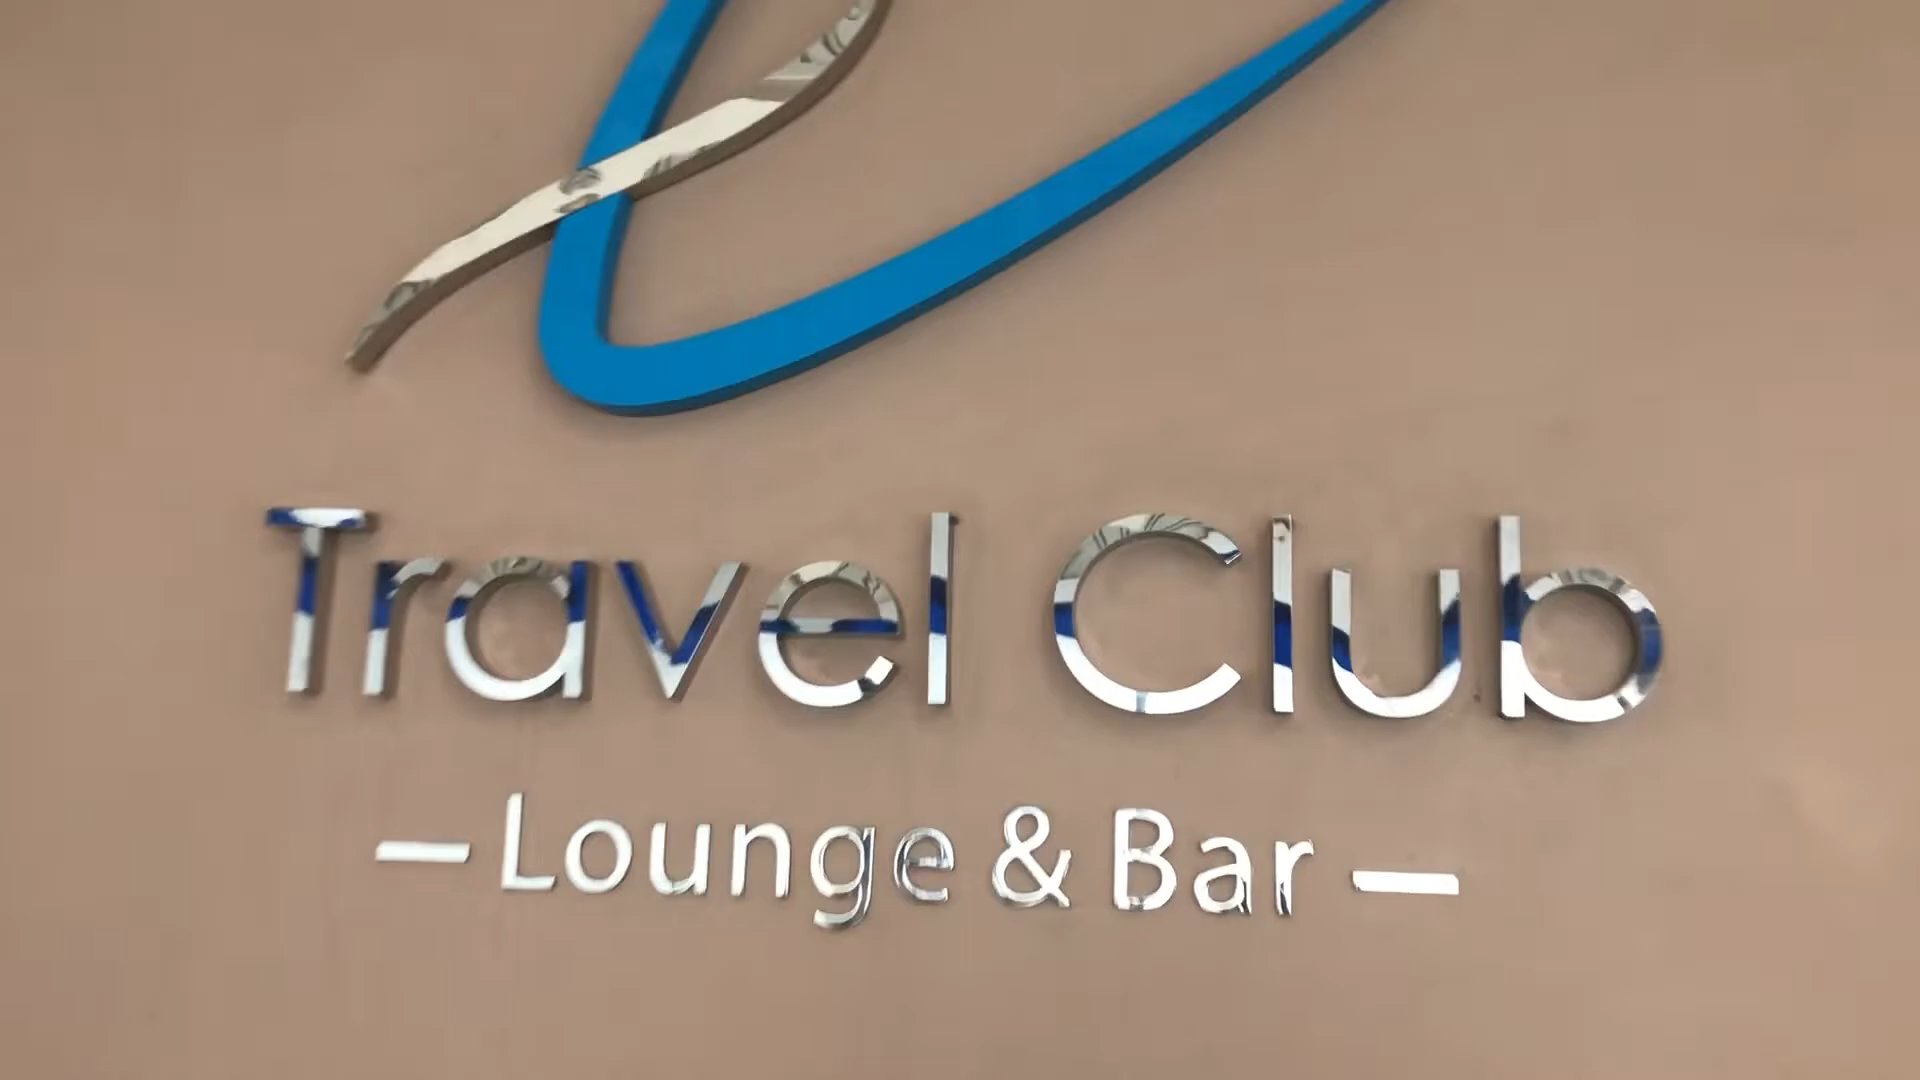 Travel Club
— Lounge & Bar —